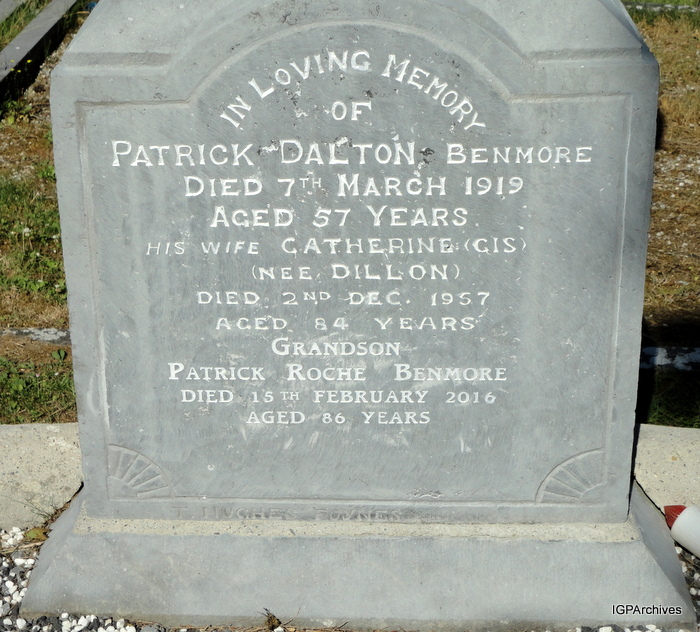 IN LOVING MEMORY
OF
PATRICK DALTON BENMORE
DIED 7TH MARCH 1919
AGED 57 YEARS
HIS WIFE CATHERINE (CIS)
(NEE DILLON)
DIED 2ND DEC. 1957
AGED 84 YEARS
GRANDSON
PATRICK ROCHE BENMORE
DIED 15TH FEBRUARY 2016
AGED 86 YEARS
T. HUGHES FOYNES
IGPArchives